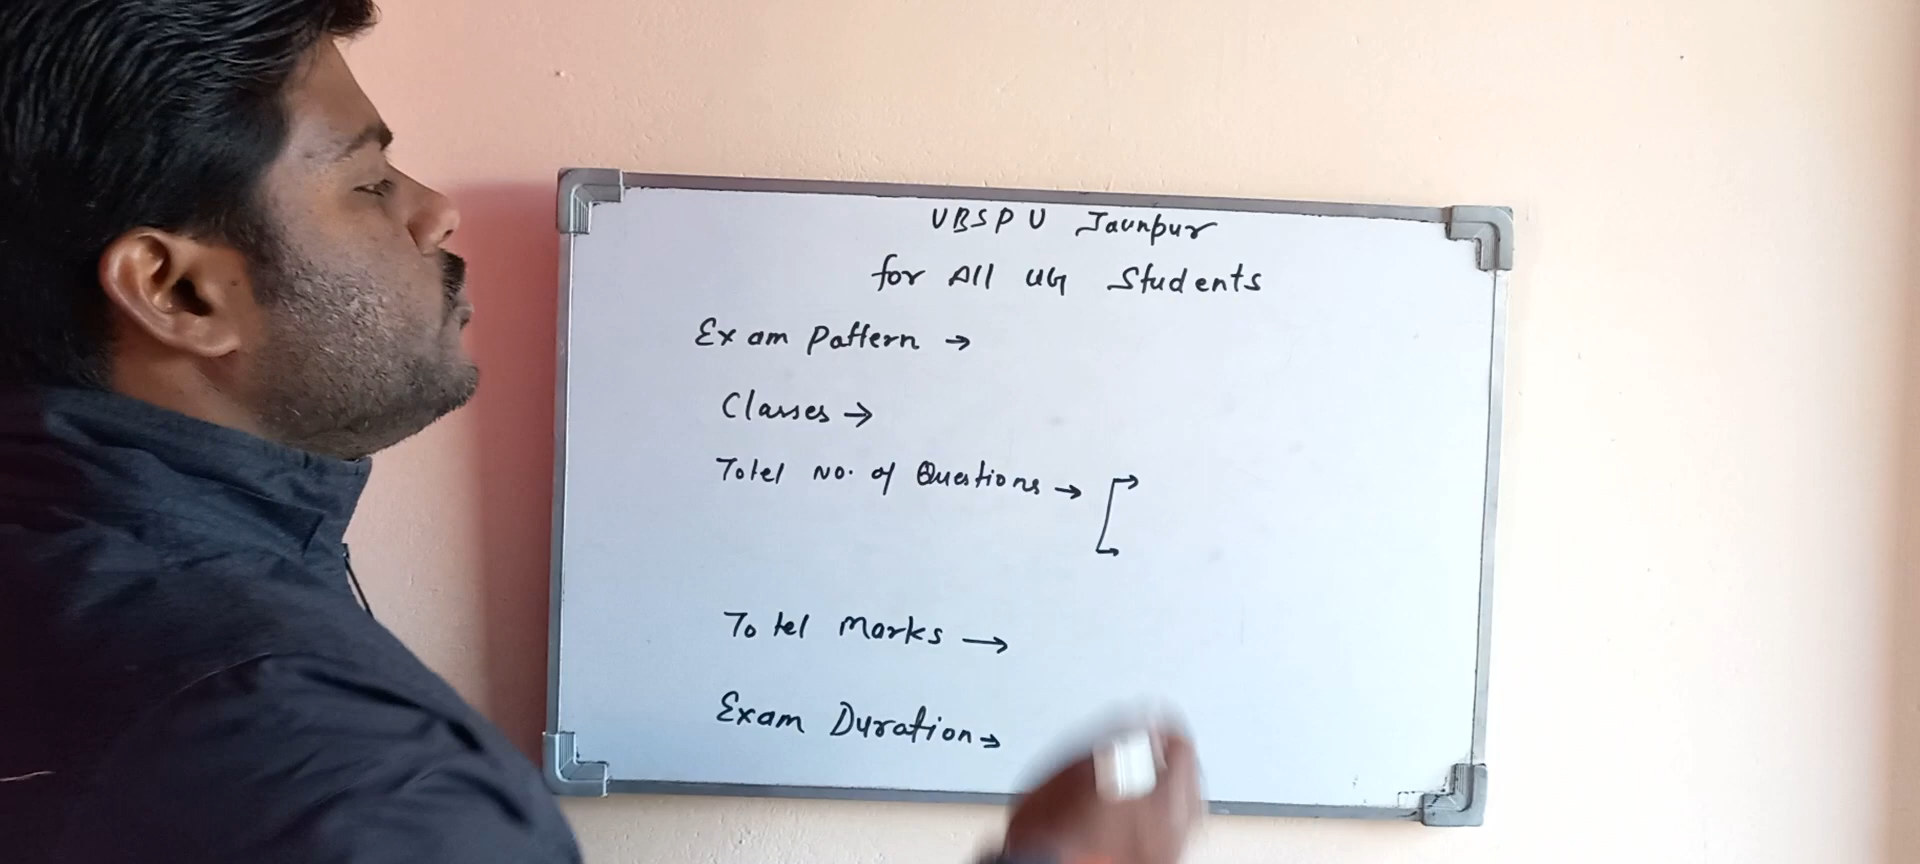 VBSPU Jaunpur
for All UG Students
Exam Pattern →
Classes →
Totel No. of Questions →
Totel Marks →
Exam Duration →